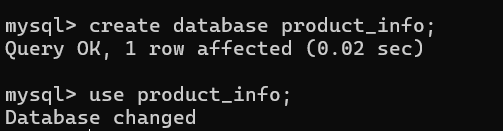 mysql> create database product_info;
Query OK, 1 row affected (0.02 sec)
mysql> use product_info;
Database changed